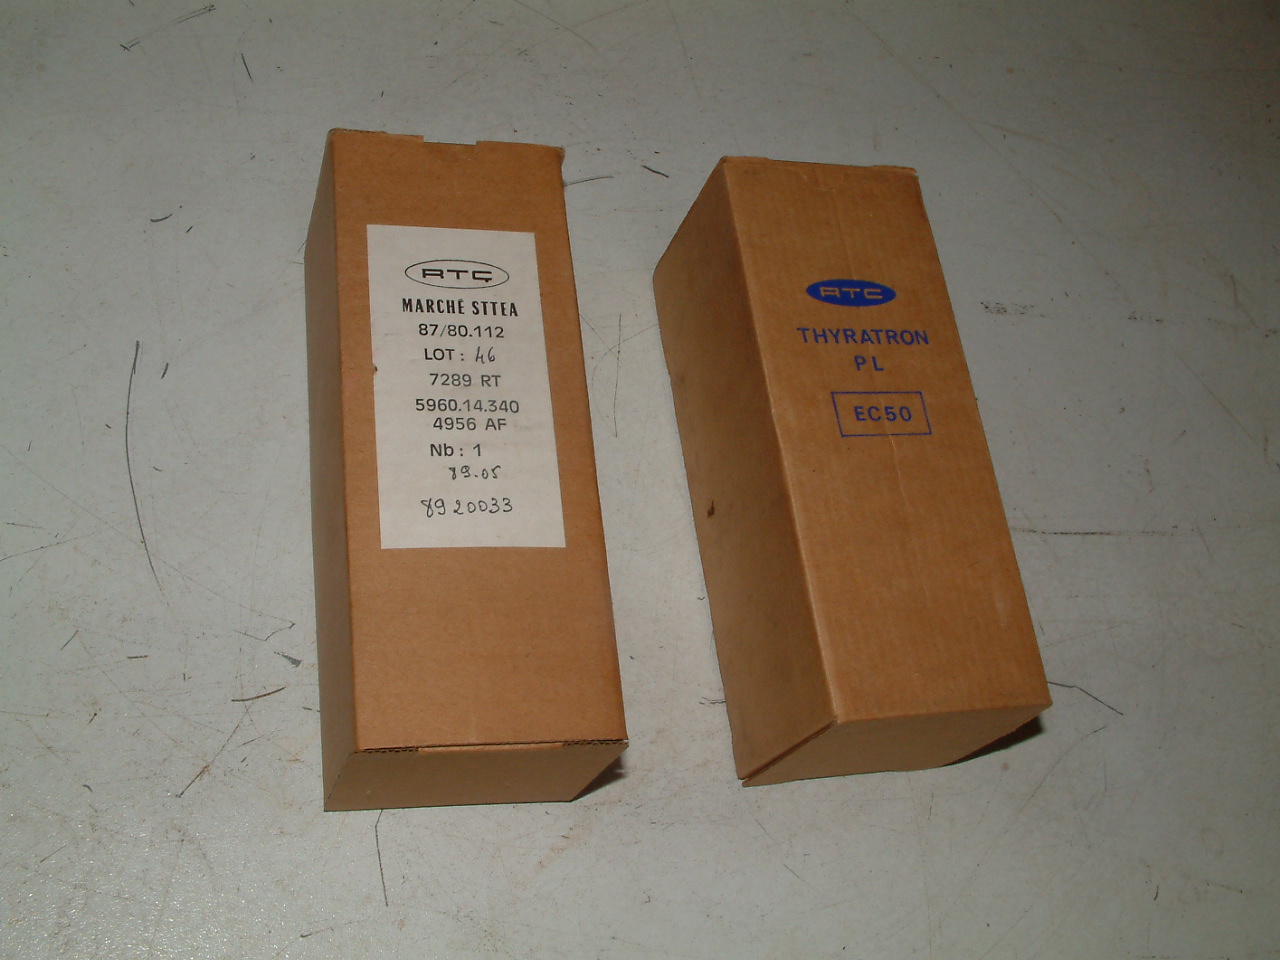 RTC
MARCHÉ STTEA
87/80.112
LOT : 46
7289 RT
5960.14.340
4956 AF
Nb : 1
89.05
8920033
RTC
THYRATRON
PL
EC50